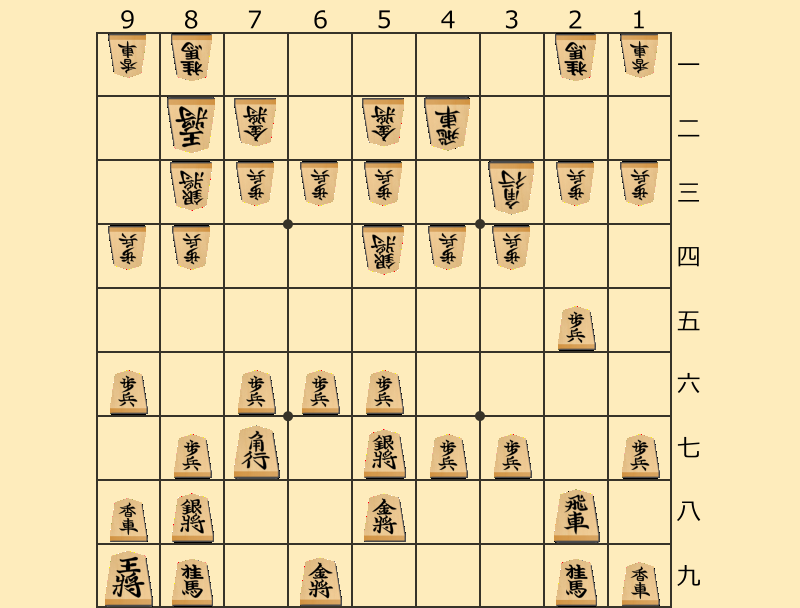 9 8 7 6 5 4 3 2 1
香車 桂馬 桂馬 香車 一
王将 金将 金将 飛車 二
銀将 歩兵 歩兵 歩兵 角行 歩兵 歩兵 三
歩兵 歩兵 銀将 歩兵 歩兵 四
歩兵 五
歩兵 歩兵 歩兵 歩兵 六
歩兵 角行 銀将 歩兵 歩兵 歩兵 七
香車 銀将 金将 飛車 八
王将 桂馬 金将 桂馬 香車 九